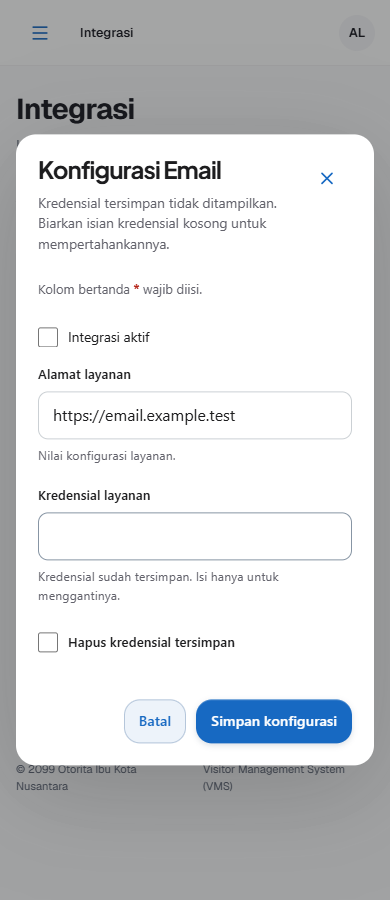 Integrasi
AL
Integrasi
Konfigurasi Email
Kredensial tersimpan tidak ditampilkan.
Biarkan isian kredensial kosong untuk
mempertahankannya.
Kolom bertanda * wajib diisi.
Integrasi aktif
Alamat layanan
https://email.example.test
Nilai konfigurasi layanan.
Kredensial layanan
Kredensial sudah tersimpan. Isi hanya untuk
menggantinya.
Hapus kredensial tersimpan
Batal
Simpan konfigurasi
© 2099 Otorita Ibu Kota
Nusantara
Visitor Management System
(VMS)